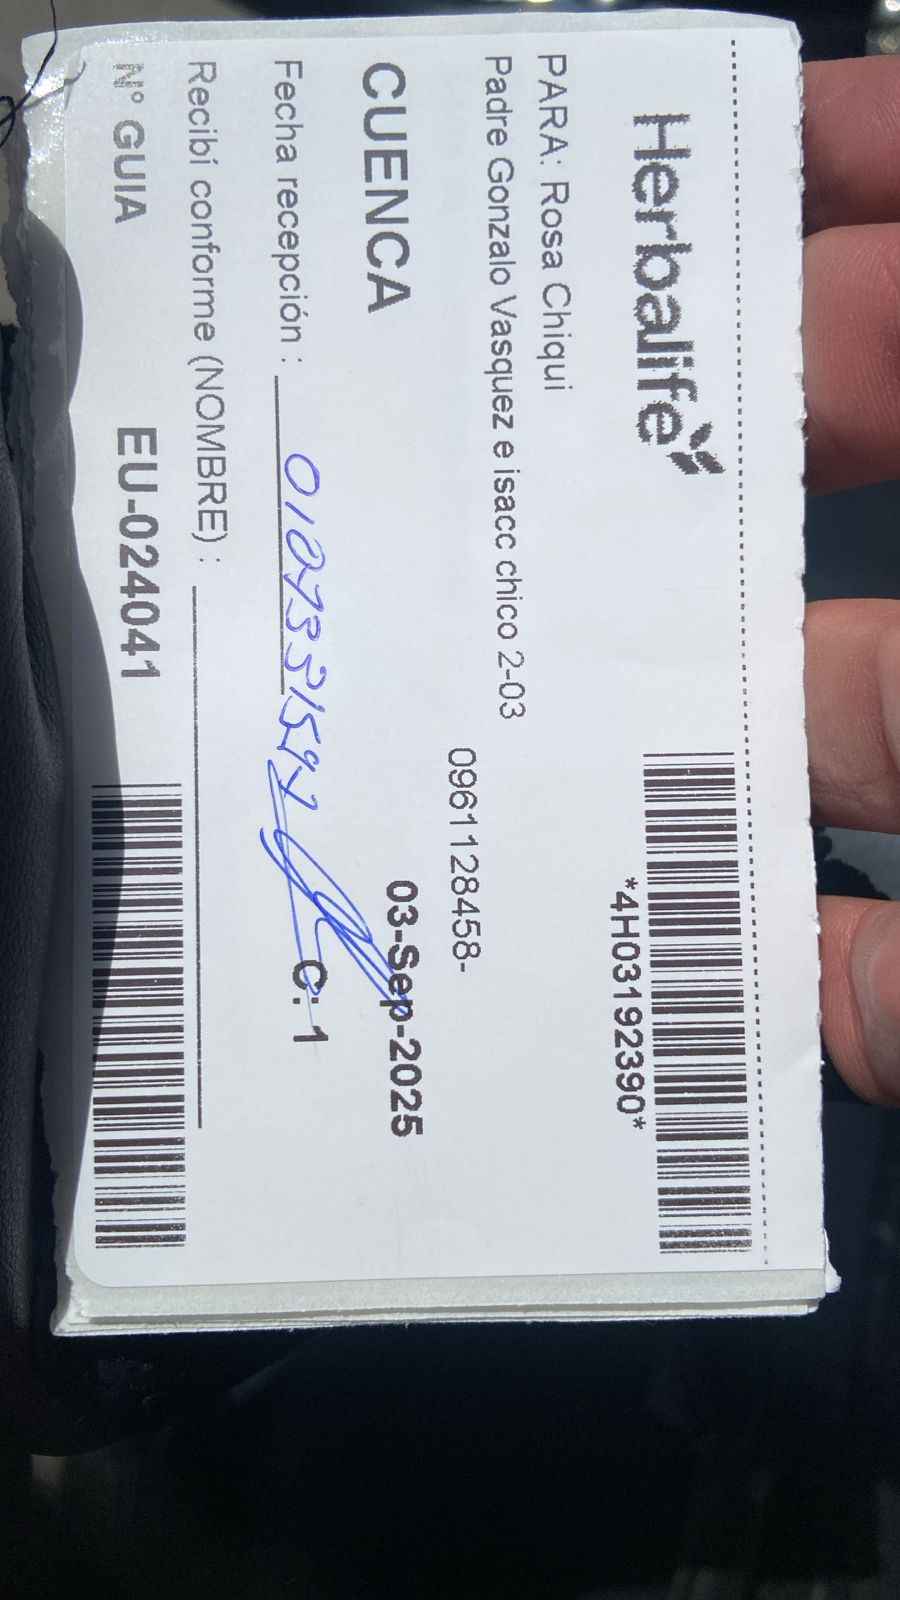 Herbalife
*4H03192390*
PARA: Rosa Chiqui
Padre Gonzalo Vasquez e isacc chico 2-03
0961128458-
CUENCA
03-Sep-2025
Fecha recepción :
C: 1
Recibí conforme (NOMBRE) :
N° GUIA EU-024041